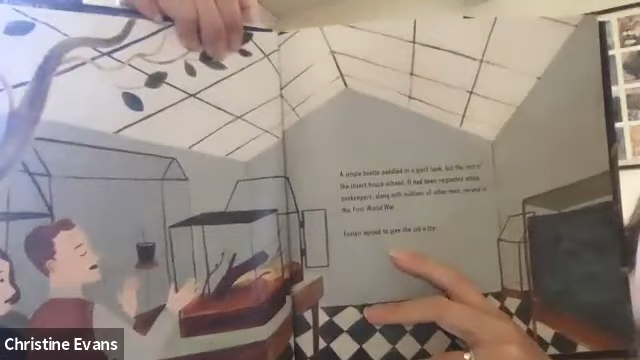 A single beetle paddled in a giant tank, but the rest of
the insect house echoed. It had been neglected while
zookeepers, along with millions of other men, served in
the First World War.
Evelyn agreed to give the job a try.
Christine Evans